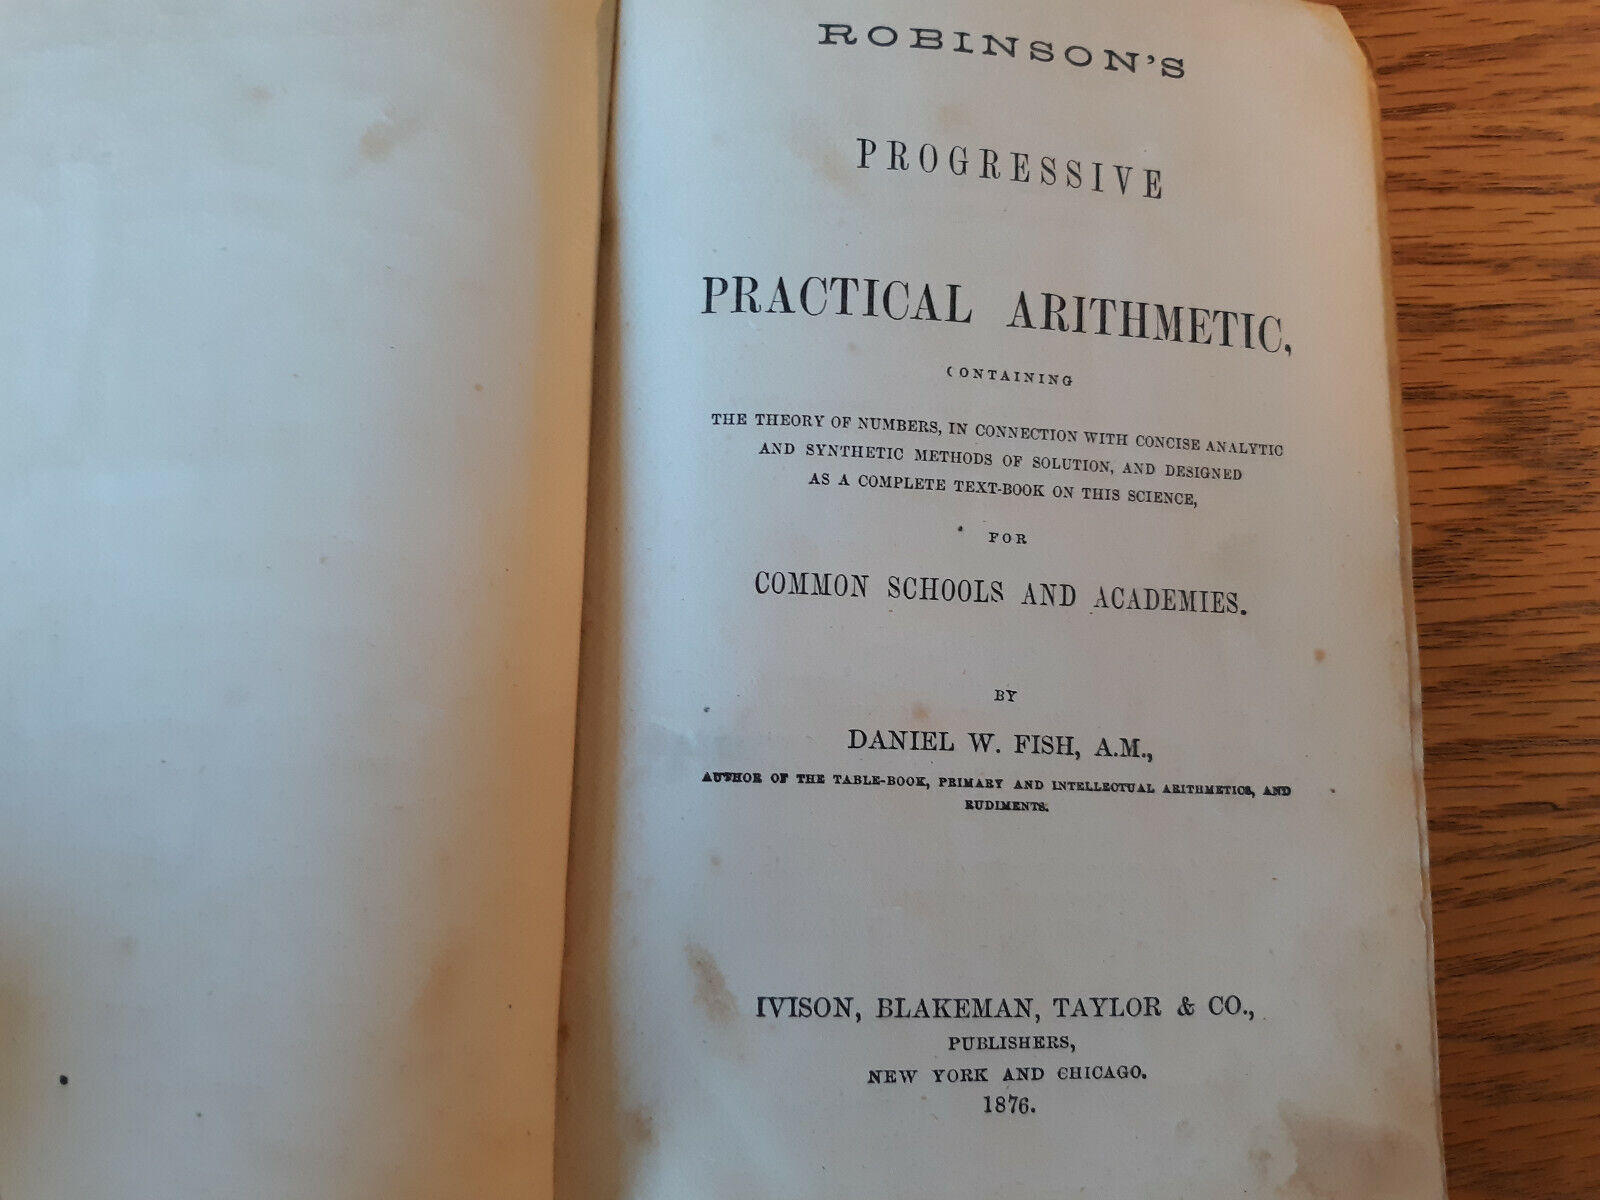 ROBINSON'S
PROGRESSIVE
PRACTICAL ARITHMETIC,
CONTAINING
THE THEORY OF NUMBERS, IN CONNECTION WITH CONCISE ANALYTIC
AND SYNTHETIC METHODS OF SOLUTION, AND DESIGNED
AS A COMPLETE TEXT-BOOK ON THIS SCIENCE,
FOR
COMMON SCHOOLS AND ACADEMIES.
BY
DANIEL W. FISH, A.M.,
AUTHOR OF THE TABLE-BOOK, PRIMARY AND INTELLECTUAL ARITHMETICS, AND
RUDIMENTS.
IVISON, BLAKEMAN, TAYLOR & CO.,
PUBLISHERS,
NEW YORK AND CHICAGO.
1876.